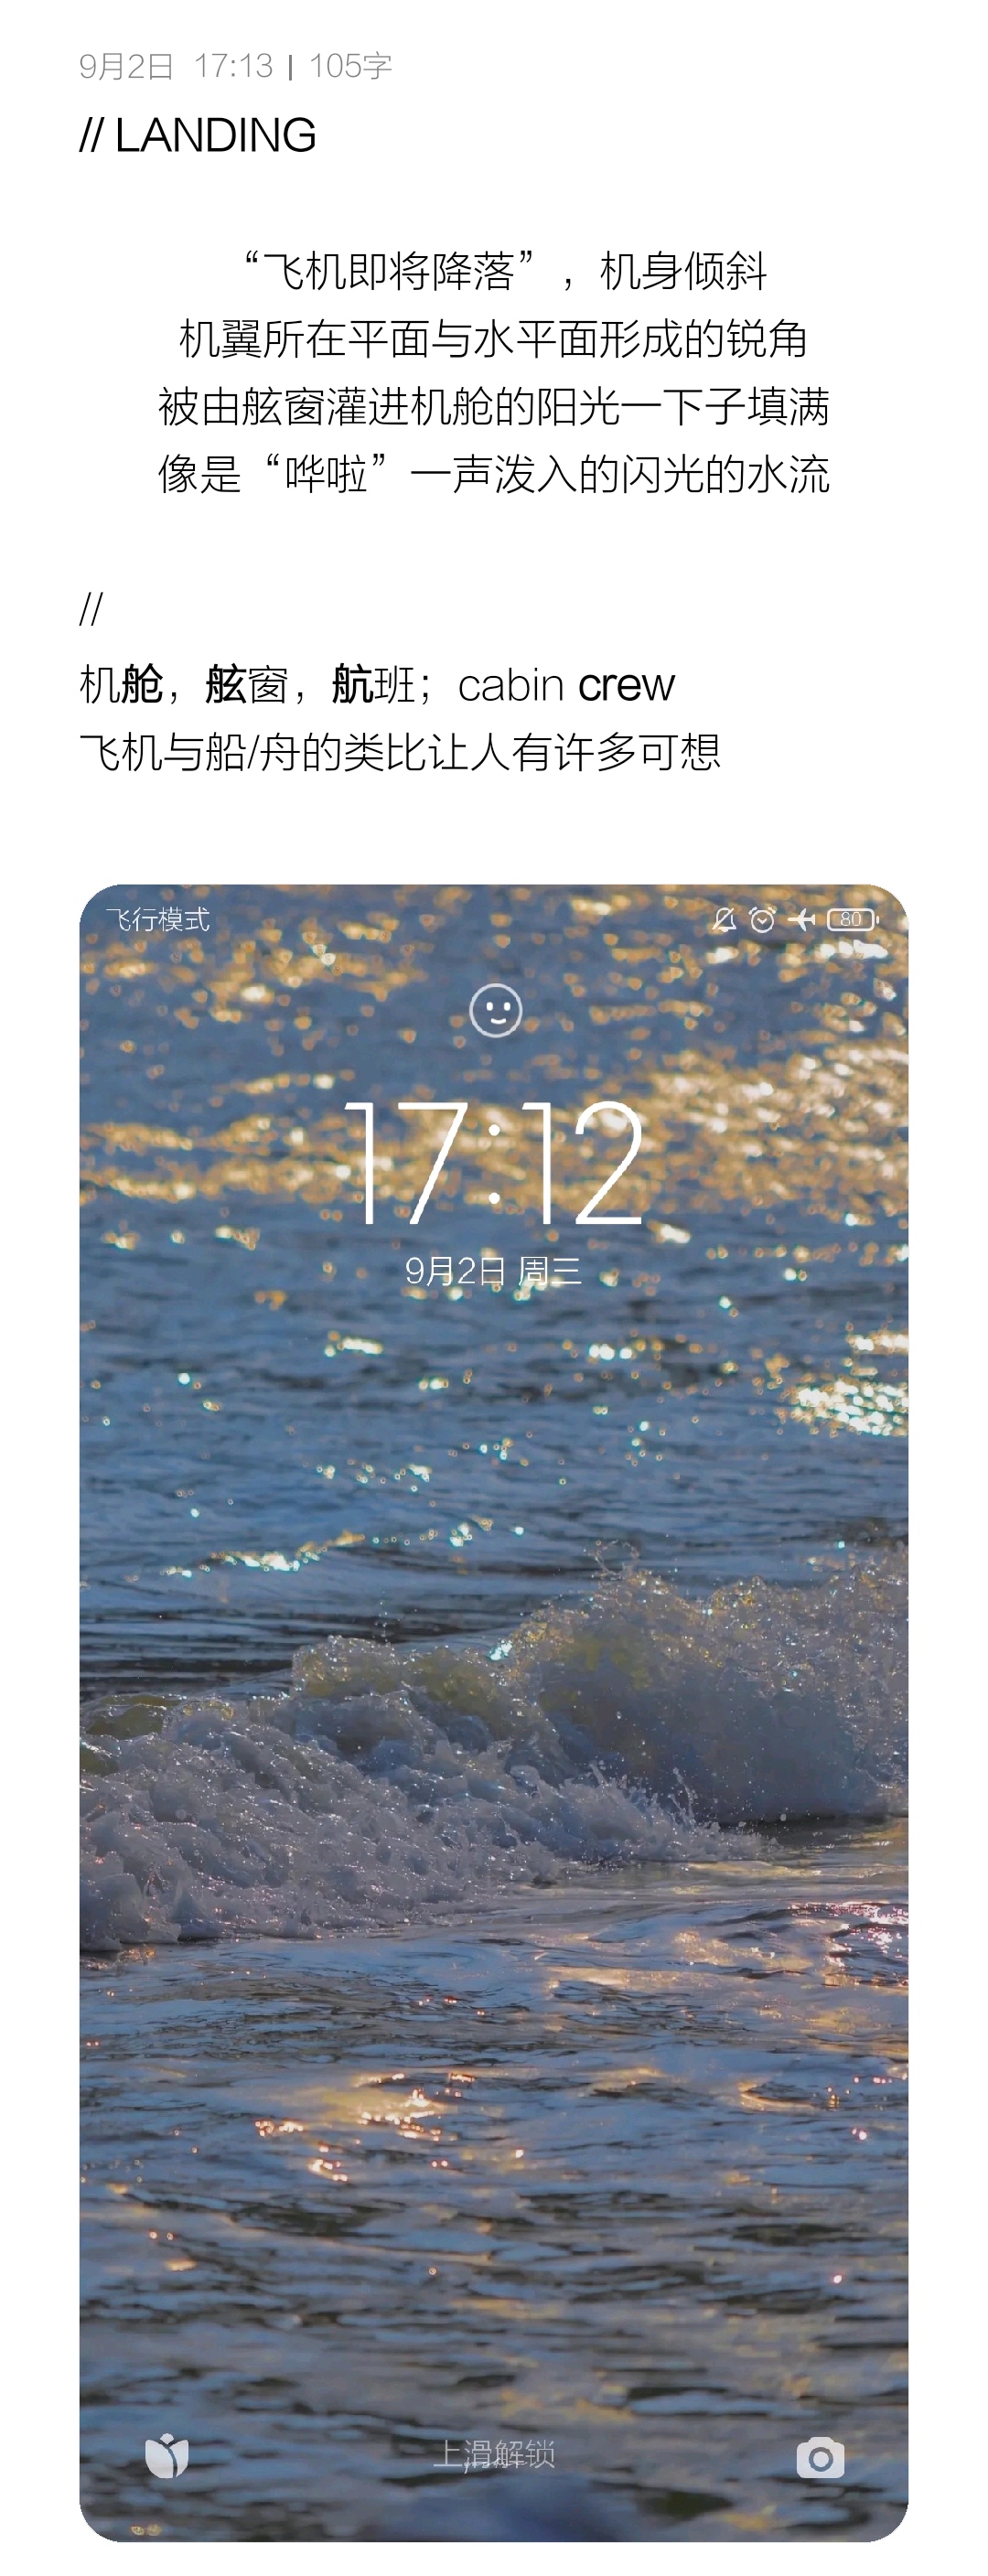 9月2日 17:13 | 105字
// LANDING
“飞机即将降落”，机身倾斜
机翼所在平面与水平面形成的锐角
被由舷窗灌进机舱的阳光一下子填满
像是“哗啦”一声泼入的闪光的水流
//
机舱，舷窗，航班；cabin crew
飞机与船/舟的类比让人有许多可想
飞行模式 80
17:12
9月2日 周三
上滑解锁